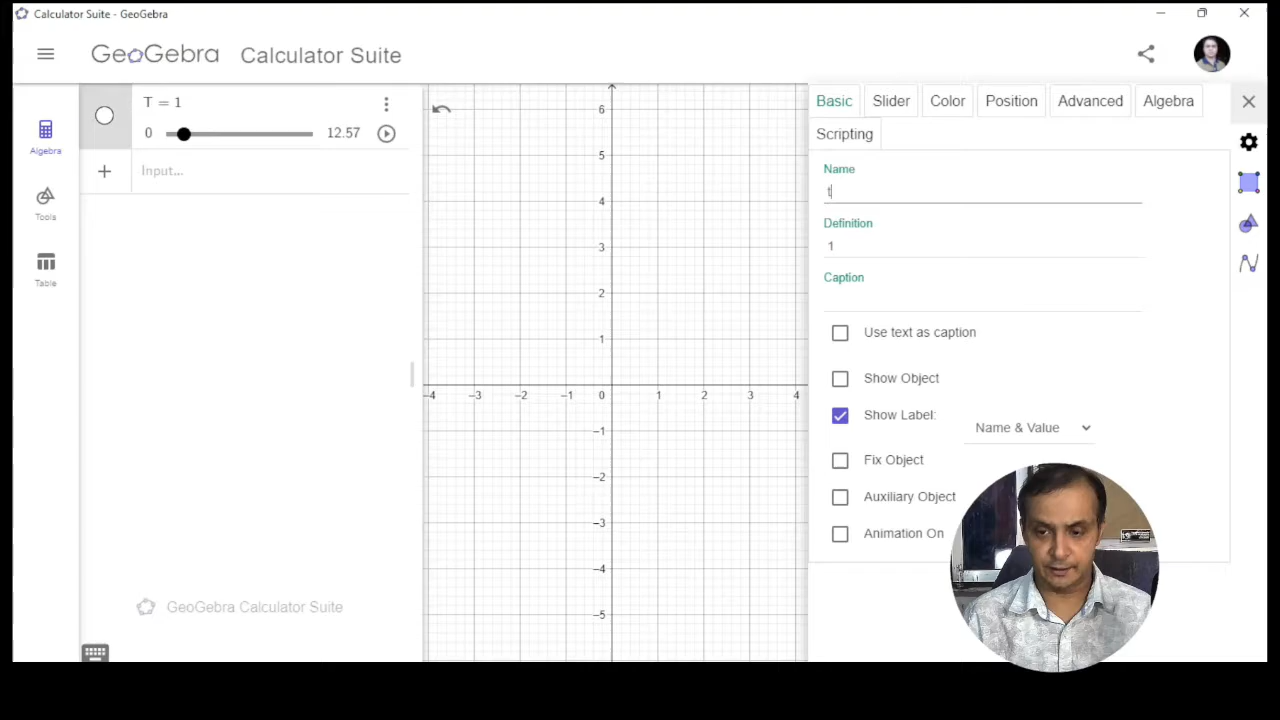 Calculator Suite - GeoGebra
GeoGebra Calculator Suite
T = 1
0 12.57
Input...
Algebra
Tools
Table
GeoGebra Calculator Suite
6
5
4
3
2
1
–4 –3 –2 –1 0 1 2 3 4
–1
–2
–3
–4
–5
Basic Slider Color Position Advanced Algebra
Scripting
Name
t
Definition
1
Caption
Use text as caption
Show Object
Show Label: Name & Value
Fix Object
Auxiliary Object
Animation On